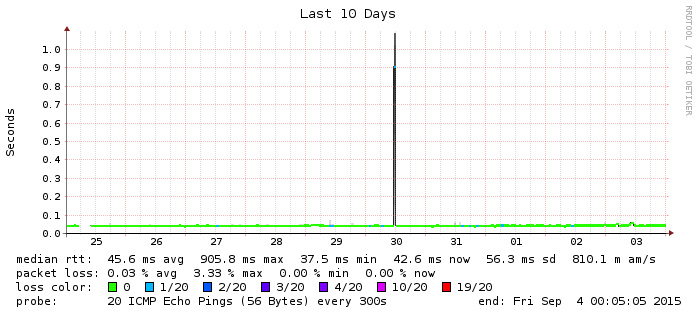 Last 10 Days
RRDTOOL / TOBI OETIKER
Seconds
1.0
0.9
0.8
0.7
0.6
0.5
0.4
0.3
0.2
0.1
0.0
25 26 27 28 29 30 31 01 02 03
median rtt: 45.6 ms avg 905.8 ms max 37.5 ms min 42.6 ms now 56.3 ms sd 810.1 m am/s
packet loss: 0.03 % avg 3.33 % max 0.00 % min 0.00 % now
loss color: 0 1/20 2/20 3/20 4/20 10/20 19/20
probe: 20 ICMP Echo Pings (56 Bytes) every 300s end: Fri Sep 4 00:05:05 2015